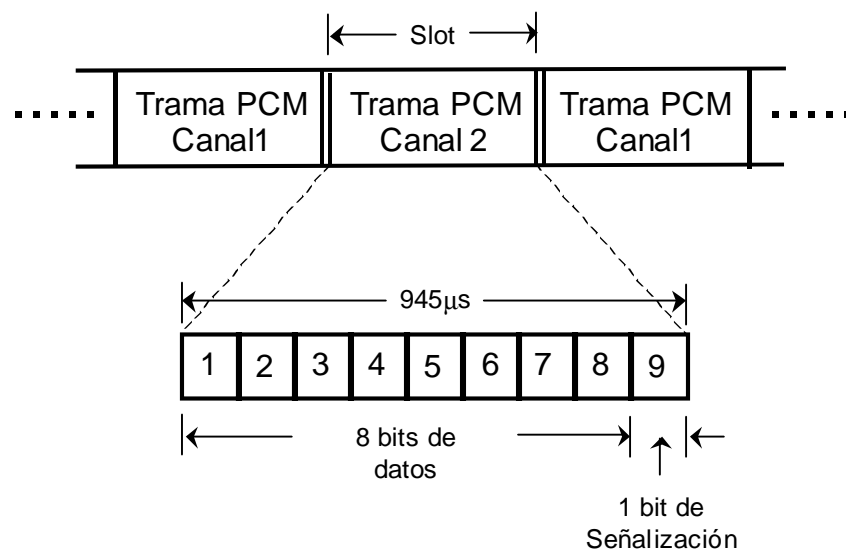 Slot
Trama PCM
Canal1
Trama PCM
Canal 2
Trama PCM
Canal1
945μs
1 2 3 4 5 6 7 8 9
8 bits de
datos
1 bit de
Señalización